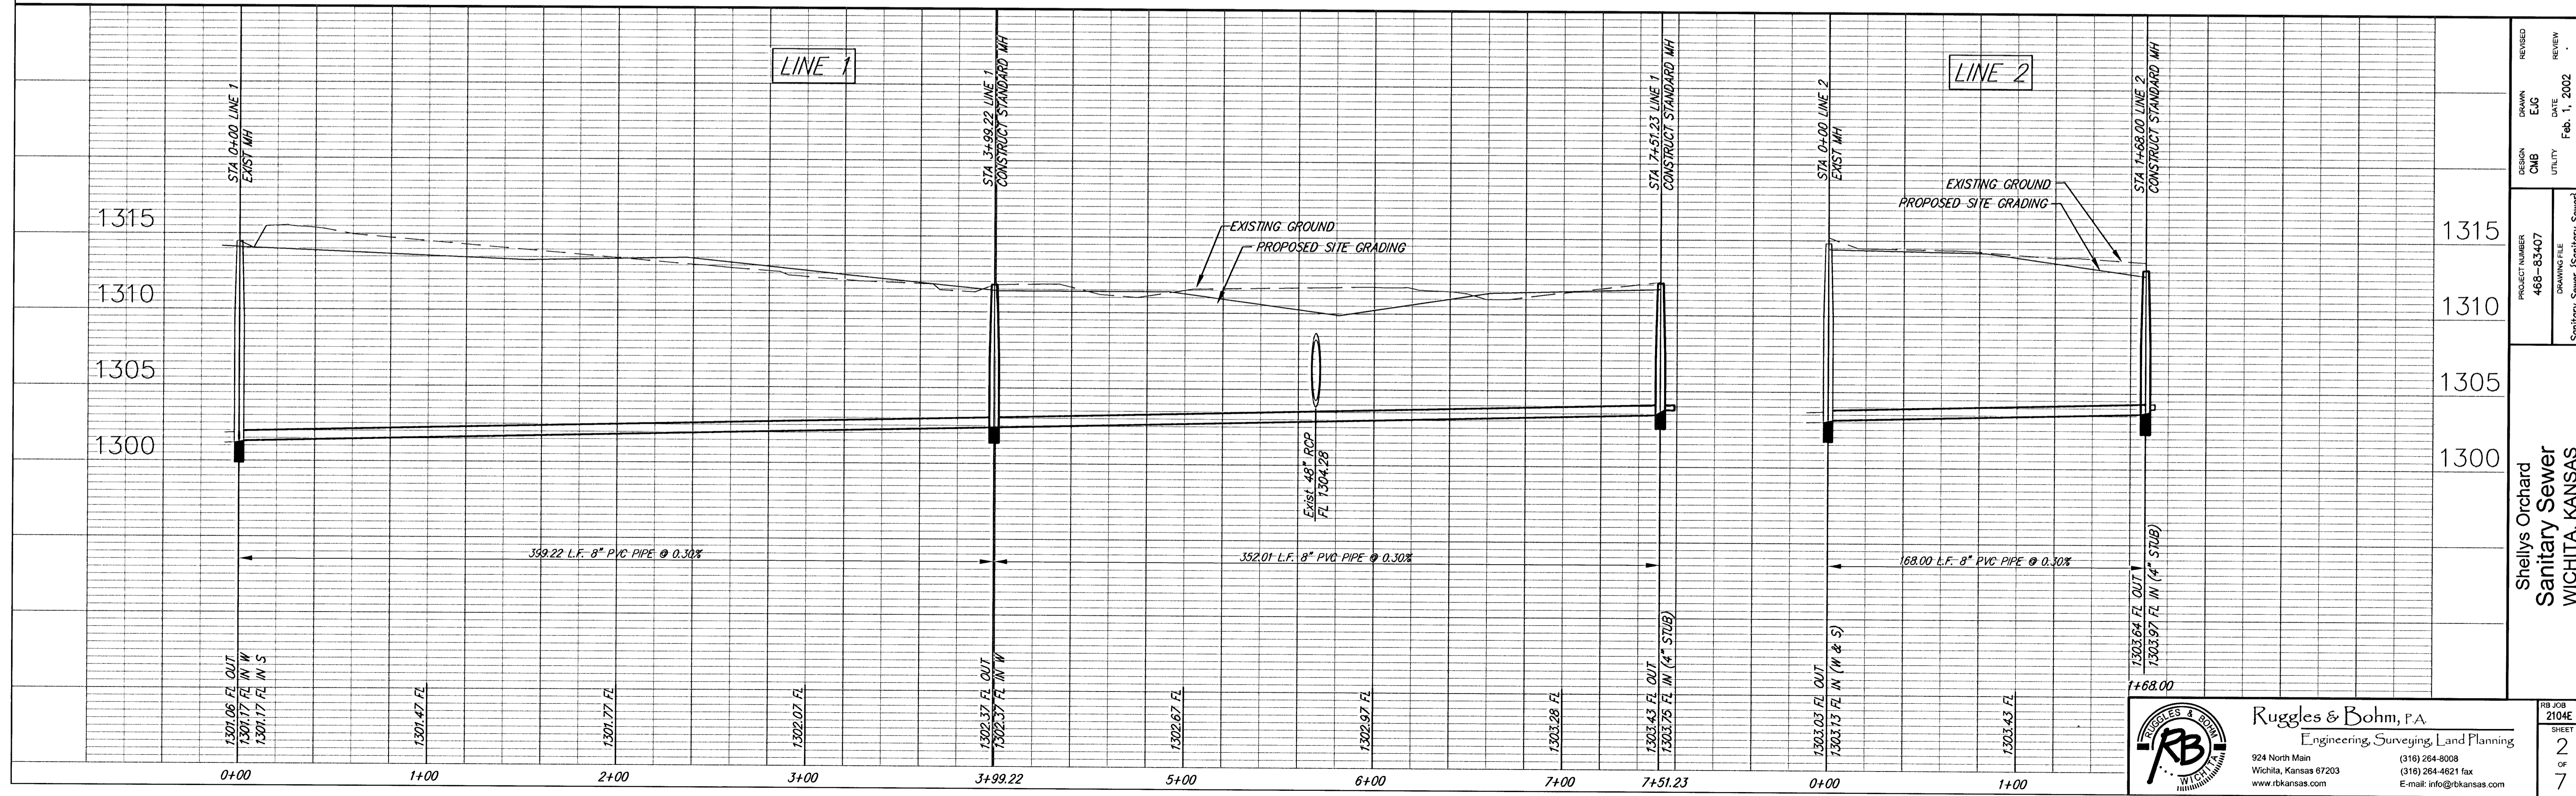 LINE 1
LINE 2
STA 0+00 LINE 1
EXIST MH
STA 3+99.22 LINE 1
CONSTRUCT STANDARD MH
STA 7+51.23 LINE 1
CONSTRUCT STANDARD MH
STA 0+00 LINE 2
EXIST MH
STA 1+68.00 LINE 2
CONSTRUCT STANDARD MH
EXISTING GROUND
PROPOSED SITE GRADING
EXISTING GROUND
PROPOSED SITE GRADING
1315
1310
1305
1300
1315
1310
1305
1300
Exist 48" RCP
FL 1304.28
399.22 L.F. 8" PVC PIPE @ 0.30%
352.01 L.F. 8" PVC PIPE @ 0.30%
168.00 L.F. 8" PVC PIPE @ 0.30%
1301.06 FL OUT
1301.17 FL IN W
1301.17 FL IN S
1301.47 FL
1301.77 FL
1302.07 FL
1302.37 FL OUT
1302.37 FL IN W
1302.67 FL
1302.97 FL
1303.28 FL
1303.43 FL OUT
1303.75 FL IN (4" STUB)
1303.03 FL OUT
1303.13 FL IN (W & S)
1303.43 FL
1303.64 FL OUT
1303.97 FL IN (4" STUB)
1+68.00
0+00
1+00
2+00
3+00
3+99.22
5+00
6+00
7+00
7+51.23
0+00
1+00
DESIGN
CMB
DRAWN
EJG
REVISED
UTILITY
DATE
Feb. 1, 2002
REVIEW
PROJECT NUMBER
468-83407
DRAWING FILE
Sanitary Sewer (Sanitary Sewer)
Shellys Orchard
Sanitary Sewer
WICHITA, KANSAS
RUGGLES & BOHM
RB
WICHITA
Ruggles & Bohm, P.A.
Engineering, Surveying, Land Planning
924 North Main
Wichita, Kansas 67203
www.rbkansas.com
(316) 264-8008
(316) 264-4621 fax
E-mail: info@rbkansas.com
RB JOB
2104E
SHEET
2
OF
7